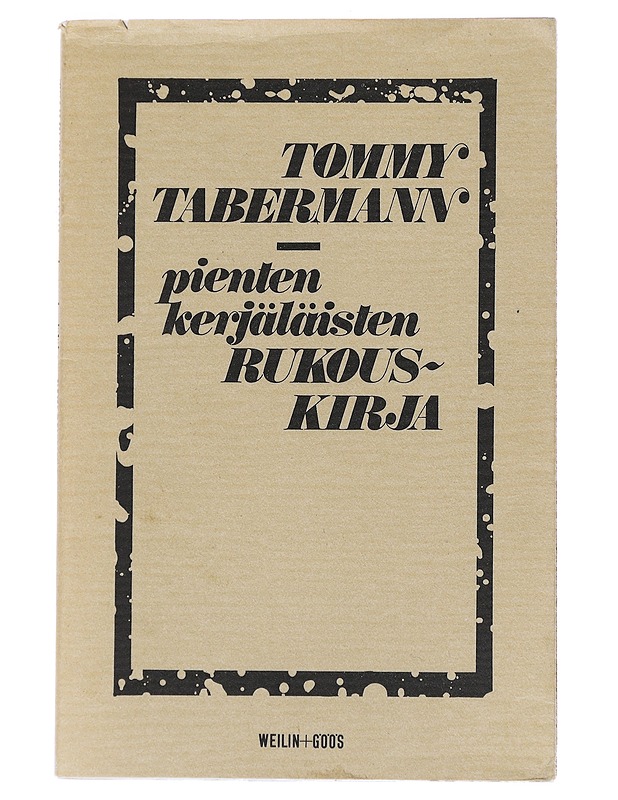 TOMMY
TABERMANN
pienten
kerjäläisten
RUKOUS-
KIRJA
WEILIN+GÖÖS